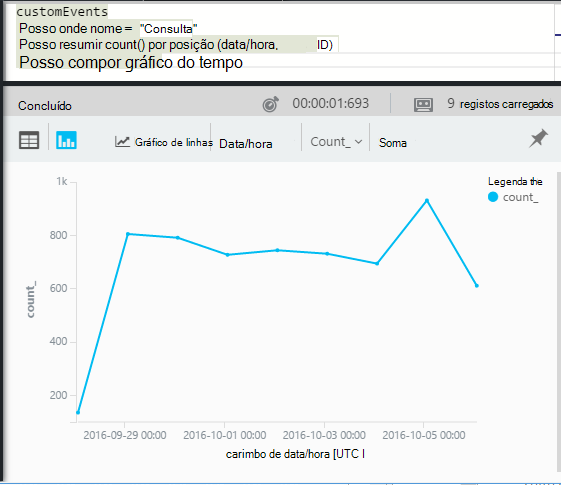 customEvents
Posso onde nome = "Consulta"
Posso resumir count() por posição (data/hora, ID)
Posso compor gráfico do tempo
Concluído 00:00:01:693 9 registos carregados
Gráfico de linhas Data/hora Count_ Soma
Legenda the
count_
1k
800
600
400
200
count_
2016-09-29 00:00 2016-10-01 00:00 2016-10-03 00:00 2016-10-05 00:00
carimbo de data/hora [UTC I